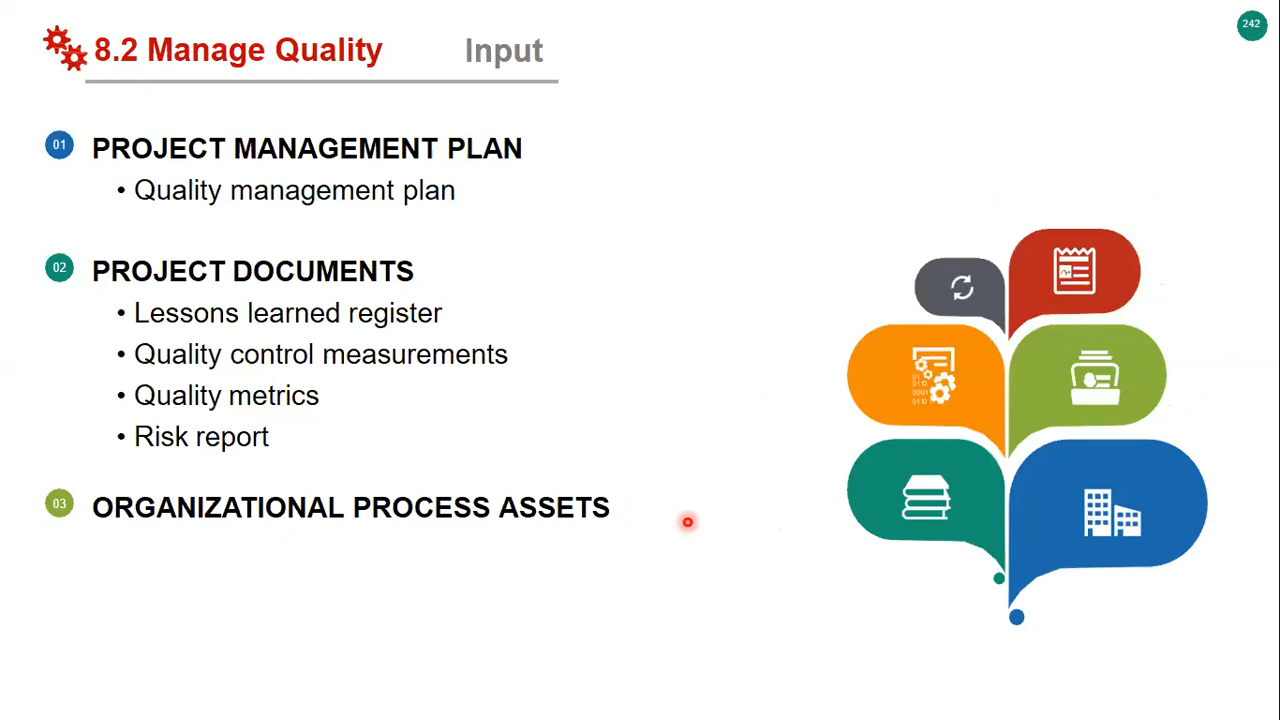 242
8.2 Manage Quality Input
01 PROJECT MANAGEMENT PLAN
• Quality management plan
02 PROJECT DOCUMENTS
• Lessons learned register
• Quality control measurements
• Quality metrics
• Risk report
03 ORGANIZATIONAL PROCESS ASSETS